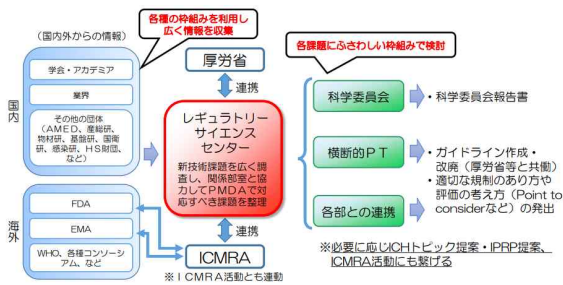 （国内外からの情報）
各種の枠組みを利用し
広く情報を収集
国内
学会・アカデミア
業界
その他の団体
（ＡＭＥＤ、産総研、
物材研、基盤研、国衛
研、感染研、ＨＳ財団、
など）
海外
FDA
EMA
WHO、各種コンソーシ
アム、など
厚労省
連携
レギュラトリー
サイエンス
センター
新技術課題を広く調
査し、関係部室と協
力してPMDAで対
応すべき課題を整理
連携
ICMRA
※ＩＣＭＲＡ活動とも連動
各課題にふさわしい枠組みで検討
科学委員会
・科学委員会報告書
横断的ＰＴ
・ガイドライン作成・
改廃（厚労省等と共働）
・適切な規制のあり方や
評価の考え方（Point to
considerなど）の発出
各部との連携
※必要に応じICHトピック提案・IPRP提案、
ICMRA活動にも繋げる